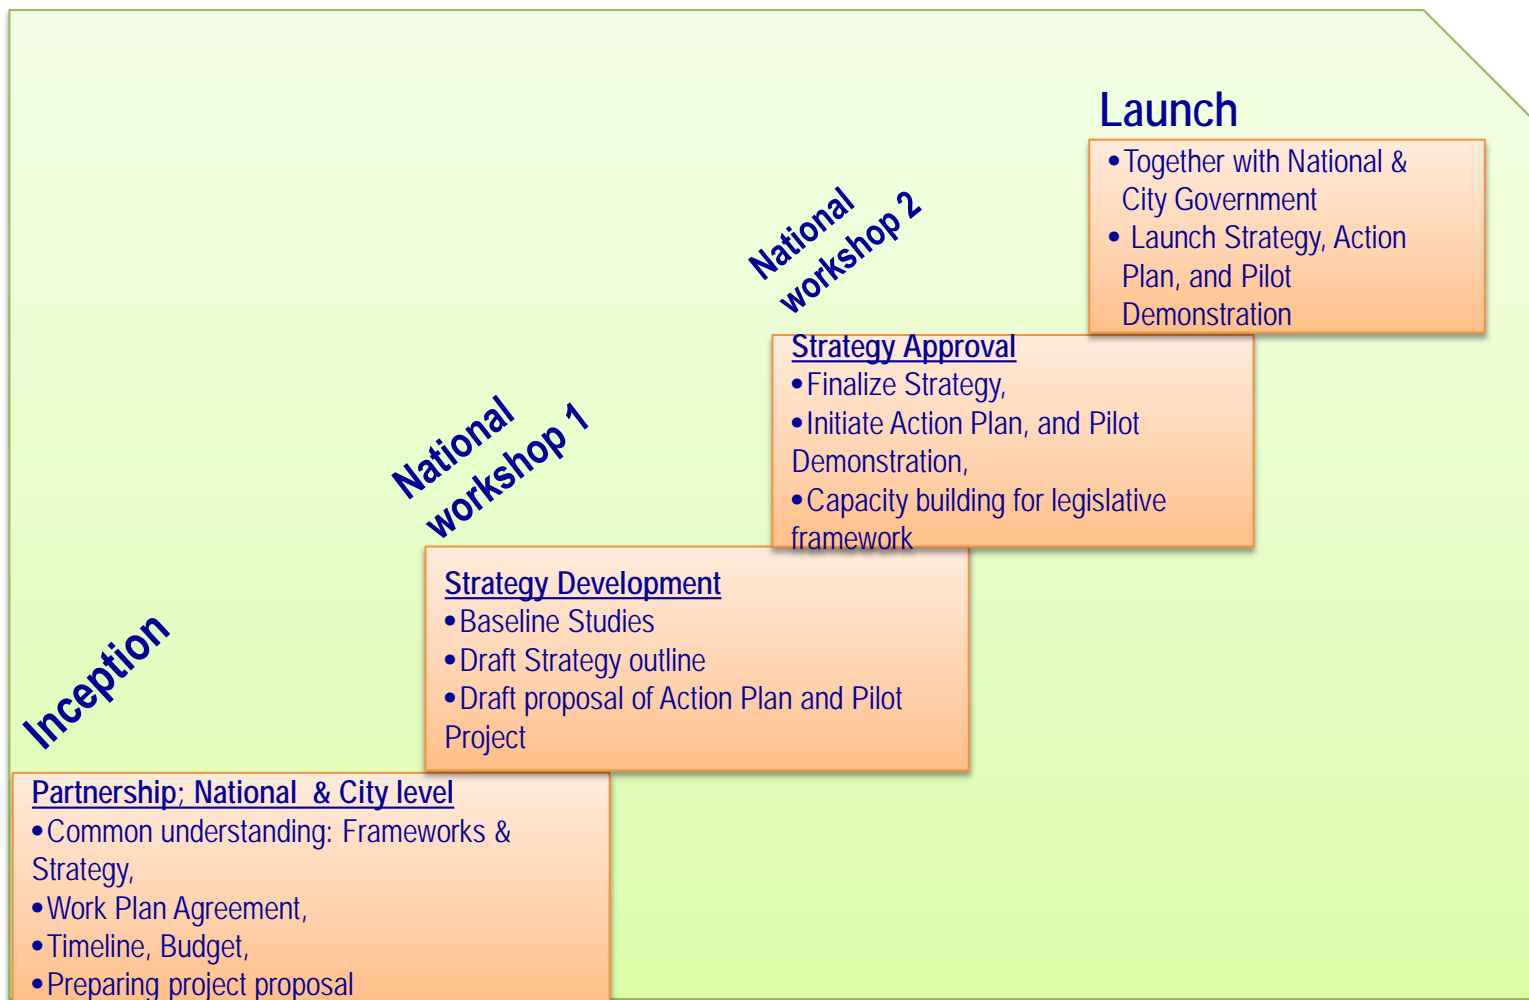 Launch
•Together with National &
City Government
• Launch Strategy, Action
Plan, and Pilot
Demonstration
National
workshop 2
Strategy Approval
•Finalize Strategy,
•Initiate Action Plan, and Pilot
Demonstration,
•Capacity building for legislative
framework
National
workshop 1
Strategy Development
•Baseline Studies
•Draft Strategy outline
•Draft proposal of Action Plan and Pilot
Project
Inception
Partnership; National & City level
•Common understanding: Frameworks &
Strategy,
•Work Plan Agreement,
•Timeline, Budget,
•Preparing project proposal